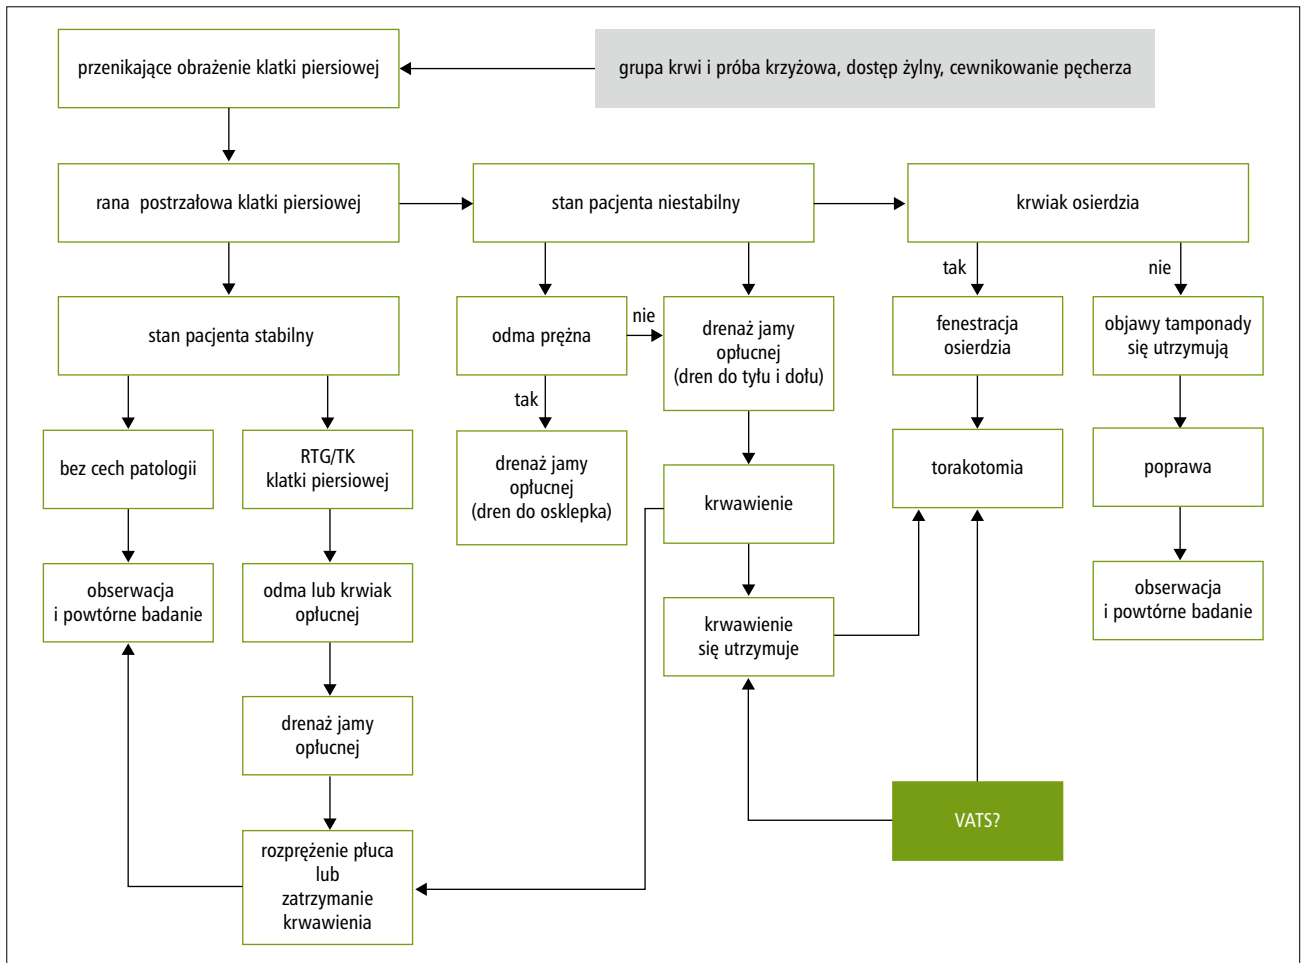 przenikające obrażenie klatki piersiowej
grupa krwi i próba krzyżowa, dostęp żylny, cewnikowanie pęcherza
rana postrzałowa klatki piersiowej
stan pacjenta niestabilny
krwiak osierdzia
tak
nie
stan pacjenta stabilny
odma prężna
nie
drenaż jamy
opłucnej
(dren do tyłu i dołu)
fenestracja
osierdzia
objawy tamponady
się utrzymują
tak
bez cech patologii
RTG/TK
klatki piersiowej
drenaż jamy
opłucnej
(dren do osklepka)
krwawienie
torakotomia
poprawa
obserwacja
i powtórne badanie
odma lub krwiak
opłucnej
krwawienie
się utrzymuje
obserwacja
i powtórne badanie
drenaż jamy
opłucnej
VATS?
rozprężenie płuca
lub
zatrzymanie
krwawienia